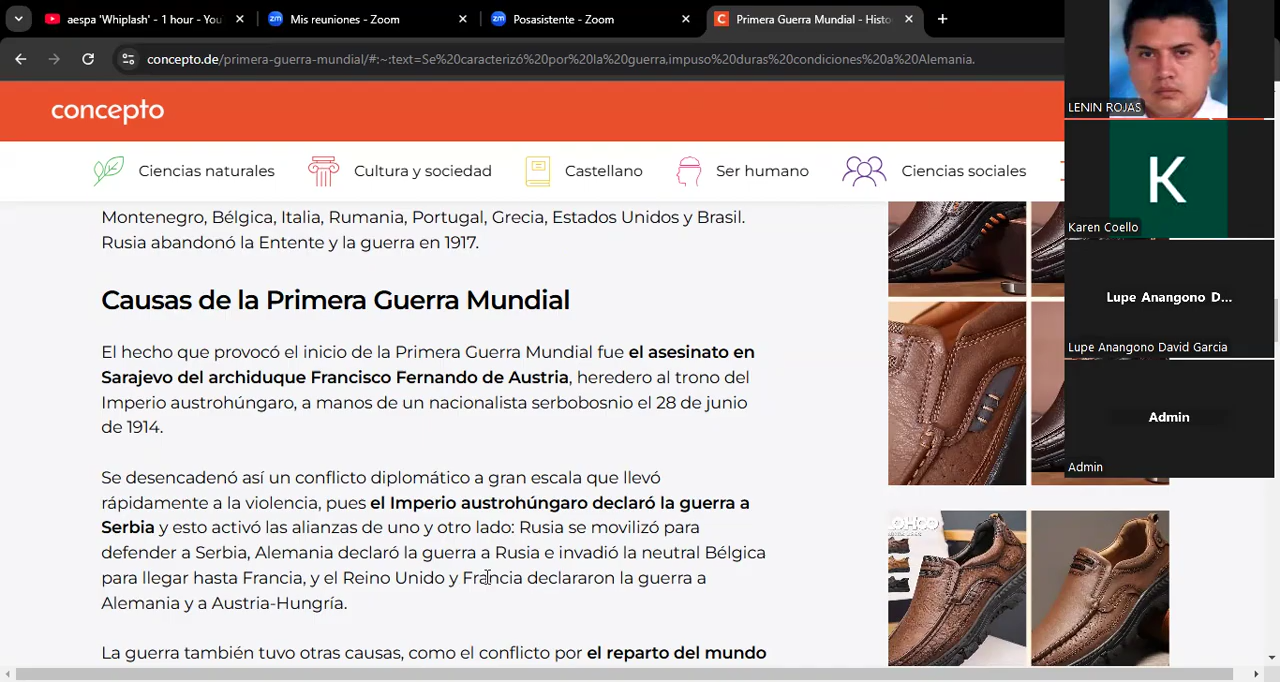 aespa 'Whiplash' - 1 hour - You
Mis reuniones - Zoom
Posasistente - Zoom
Primera Guerra Mundial - Histo
concepto.de/primera-guerra-mundial/#:~:text=Se%20caracterizó%20por%20la%20guerra,impuso%20duras%20condiciones%20a%20Alemania.
concepto
Ciencias naturales
Cultura y sociedad
Castellano
Ser humano
Ciencias sociales
Montenegro, Bélgica, Italia, Rumania, Portugal, Grecia, Estados Unidos y Brasil.
Rusia abandonó la Entente y la guerra en 1917.
Causas de la Primera Guerra Mundial
El hecho que provocó el inicio de la Primera Guerra Mundial fue el asesinato en
Sarajevo del archiduque Francisco Fernando de Austria, heredero al trono del
Imperio austrohúngaro, a manos de un nacionalista serbobosnio el 28 de junio
de 1914.
Se desencadenó así un conflicto diplomático a gran escala que llevó
rápidamente a la violencia, pues el Imperio austrohúngaro declaró la guerra a
Serbia y esto activó las alianzas de uno y otro lado: Rusia se movilizó para
defender a Serbia, Alemania declaró la guerra a Rusia e invadió la neutral Bélgica
para llegar hasta Francia, y el Reino Unido y Francia declararon la guerra a
Alemania y a Austria-Hungría.
La guerra también tuvo otras causas, como el conflicto por el reparto del mundo
LENIN ROJAS
K
Karen Coello
Lupe Anangono D...
Lupe Anangono David Garcia
Admin
Admin